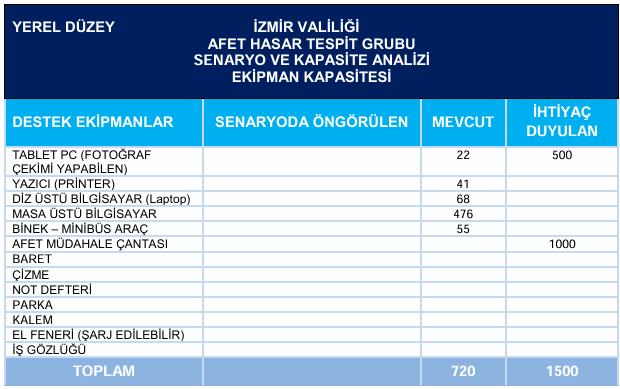 YEREL DÜZEY İZMİR VALİLİĞİ
AFET HASAR TESPİT GRUBU
SENARYO VE KAPASİTE ANALİZİ
EKİPMAN KAPASİTESİ
DESTEK EKİPMANLAR SENARYODA ÖNGÖRÜLEN MEVCUT İHTİYAÇ
DUYULAN
TABLET PC (FOTOĞRAF 22 500
ÇEKİMİ YAPABİLEN)
YAZICI (PRİNTER) 41
DİZ ÜSTÜ BİLGİSAYAR (Laptop) 68
MASA ÜSTÜ BİLGİSAYAR 476
BİNEK – MİNİBÜS ARAÇ 55
AFET MÜDAHALE ÇANTASI 1000
BARET
ÇİZME
NOT DEFTERİ
PARKA
KALEM
EL FENERİ (ŞARJ EDİLEBİLİR)
İŞ GÖZLÜĞÜ
TOPLAM 720 1500